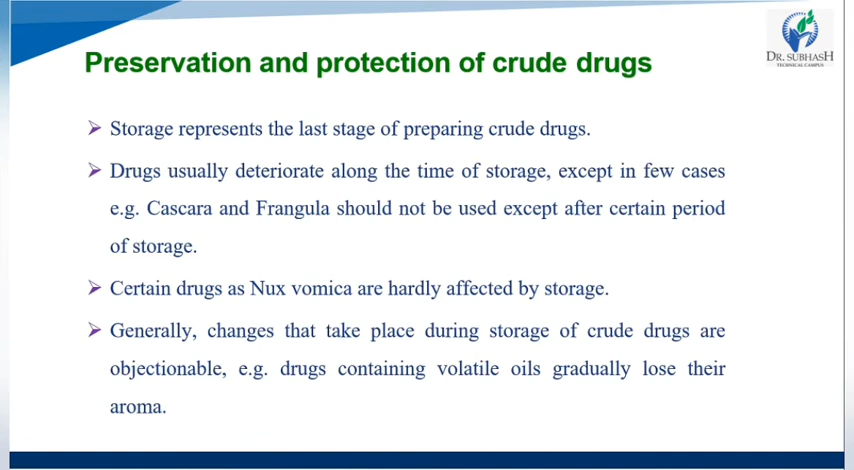 DR. SUBHASH
TECHNICAL CAMPUS
Preservation and protection of crude drugs
Storage represents the last stage of preparing crude drugs.
Drugs usually deteriorate along the time of storage, except in few cases
e.g. Cascara and Frangula should not be used except after certain period
of storage.
Certain drugs as Nux vomica are hardly affected by storage.
Generally, changes that take place during storage of crude drugs are
objectionable, e.g. drugs containing volatile oils gradually lose their
aroma.